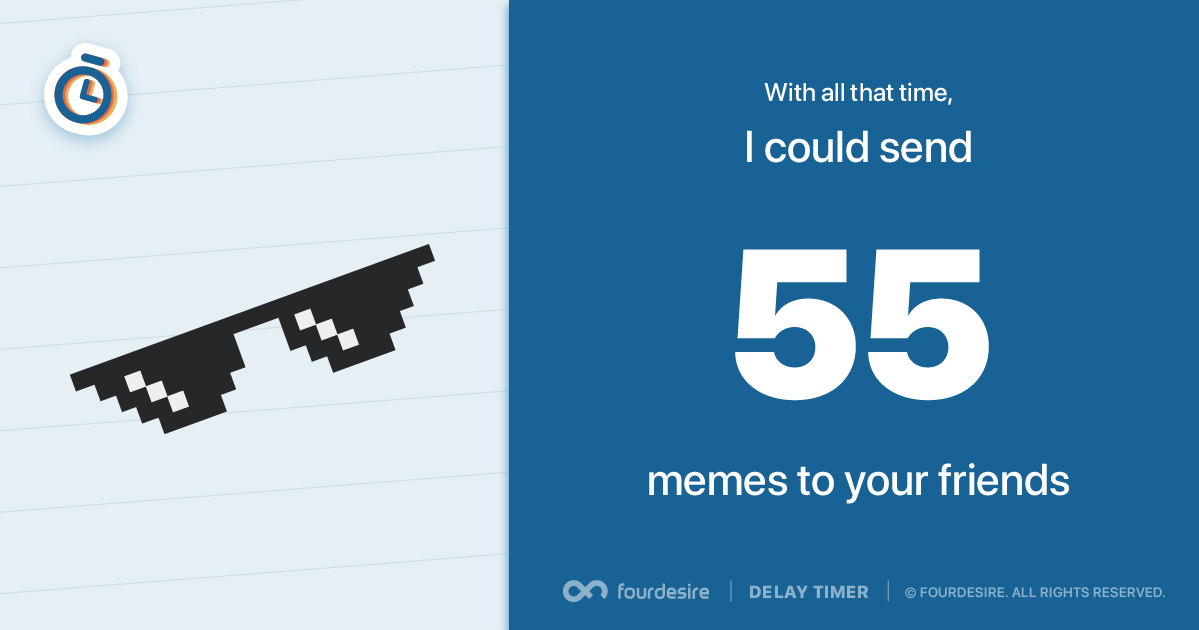 With all that time,
I could send
55
memes to your friends
fourdesire | DELAY TIMER | © FOURDESIRE. ALL RIGHTS RESERVED.